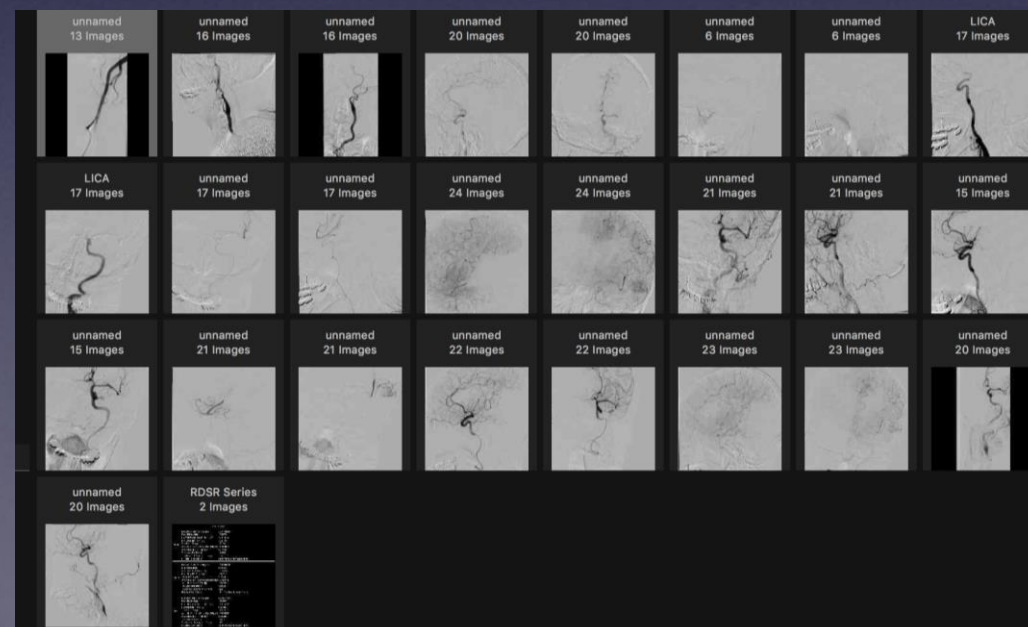 unnamed
13 Images
unnamed
16 Images
unnamed
16 Images
unnamed
20 Images
unnamed
20 Images
unnamed
6 Images
unnamed
6 Images
LICA
17 Images
LICA
17 Images
unnamed
17 Images
unnamed
17 Images
unnamed
24 Images
unnamed
24 Images
unnamed
21 Images
unnamed
21 Images
unnamed
15 Images
unnamed
15 Images
unnamed
21 Images
unnamed
21 Images
unnamed
22 Images
unnamed
22 Images
unnamed
23 Images
unnamed
23 Images
unnamed
20 Images
unnamed
20 Images
RDSR Series
2 Images